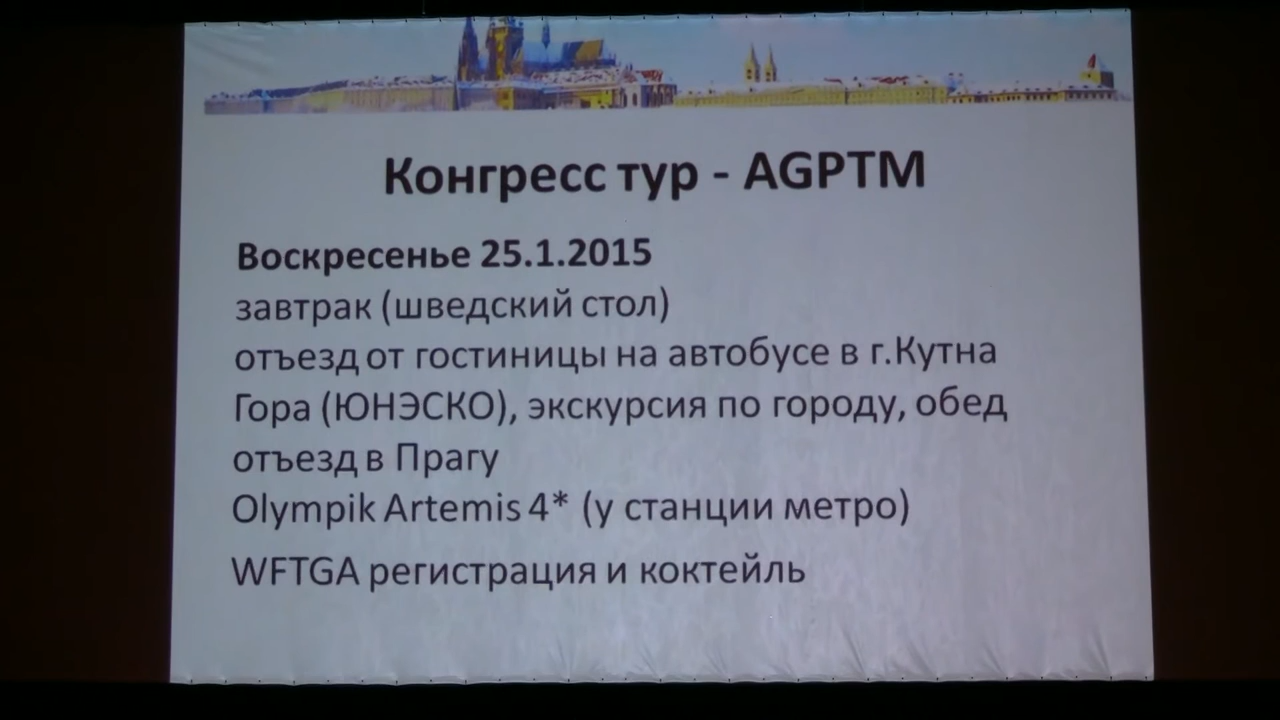 Конгресс тур - AGPTM
Воскресенье 25.1.2015
завтрак (шведский стол)
отъезд от гостиницы на автобусе в г.Кутна
Гора (ЮНЭСКО), экскурсия по городу, обед
отъезд в Прагу
Olympik Artemis 4* (у станции метро)
WFTGA регистрация и коктейль